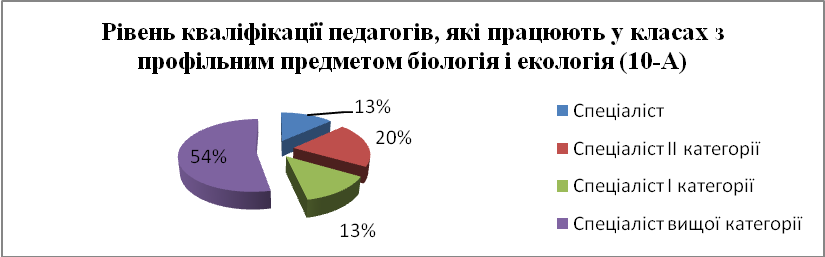 Рівень кваліфікації педагогів, які працюють у класах з
профільним предметом біологія і екологія (10-А)
13%
20%
13%
54%
Спеціаліст
Спеціаліст ІІ категорії
Спеціаліст І категорії
Спеціаліст вищої категорії